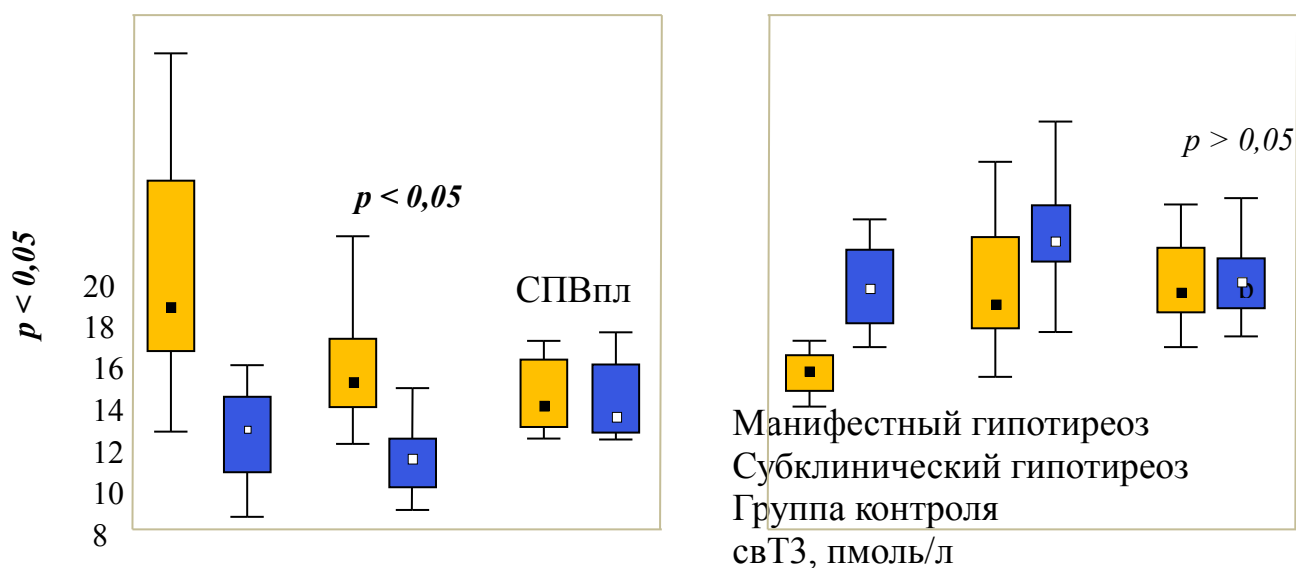 p < 0,05
20
18
16
14
12
10
8
p < 0,05
СПВпл
p > 0,05
b
Манифестный гипотиреоз
Субклинический гипотиреоз
Группа контроля
свТ3, пмоль/л